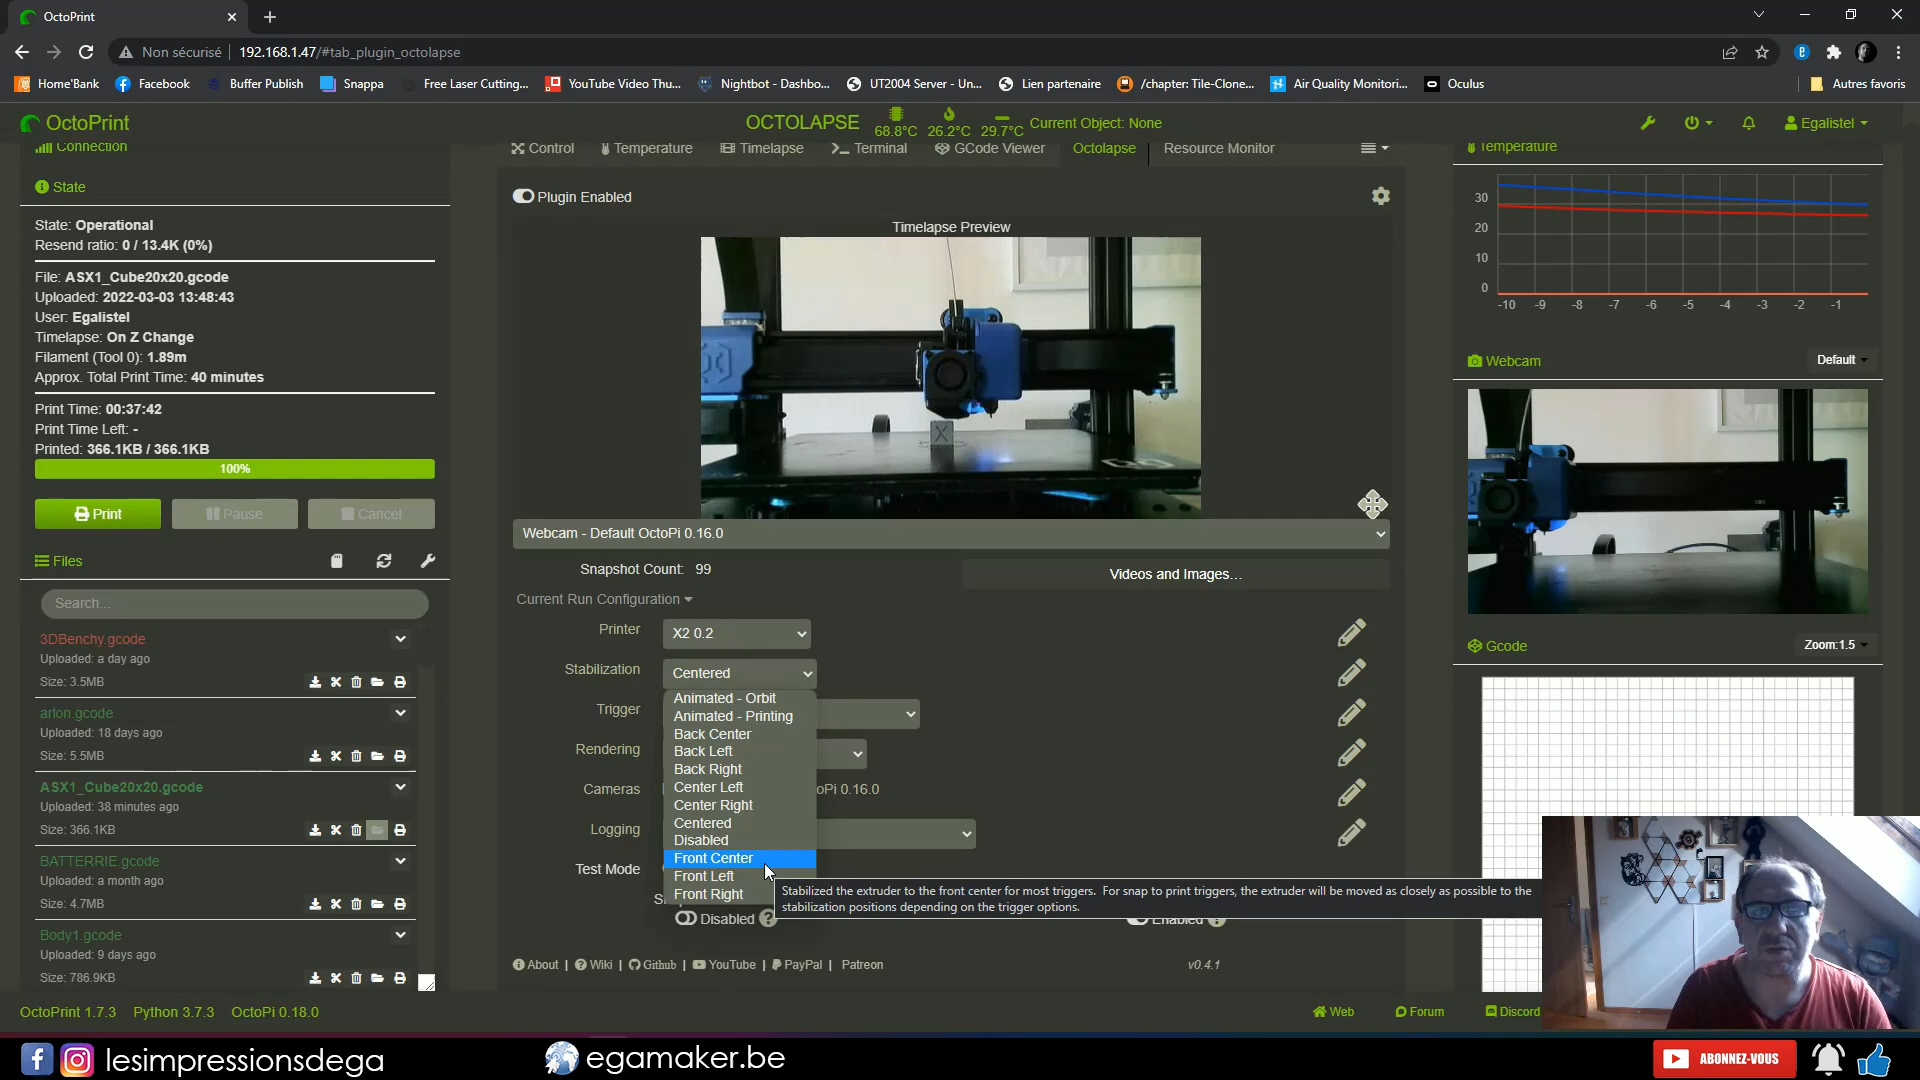 OctoPrint
Non sécurisé
192.168.1.47/#tab_plugin_octolapse
Home'Bank
Facebook
Buffer Publish
Snappa
Free Laser Cutting...
YouTube Video Thu...
Nightbot - Dashbo...
UT2004 Server - Un...
Lien partenaire
/chapter: Tile-Clone...
Air Quality Monitori...
Oculus
Autres favoris
OctoPrint
OCTOLAPSE
68.8°C
26.2°C
29.7°C
Current Object: None
Egalistel
Connection
State
State: Operational
Resend ratio: 0 / 13.4K (0%)
File: ASX1_Cube20x20.gcode
Uploaded: 2022-03-03 13:48:43
User: Egalistel
Timelapse: On Z Change
Filament (Tool 0): 1.89m
Approx. Total Print Time: 40 minutes
Print Time: 00:37:42
Print Time Left: -
Printed: 366.1KB / 366.1KB
100%
Print
Pause
Cancel
Files
Search...
3DBenchy.gcode
Uploaded: a day ago
Size: 3.5MB
arlon.gcode
Uploaded: 18 days ago
Size: 5.5MB
ASX1_Cube20x20.gcode
Uploaded: 38 minutes ago
Size: 366.1KB
BATTERRIE.gcode
Uploaded: a month ago
Size: 4.7MB
Body1.gcode
Uploaded: 9 days ago
Size: 786.9KB
Control
Temperature
Timelapse
Terminal
GCode Viewer
Octolapse
Resource Monitor
Plugin Enabled
Timelapse Preview
X
Webcam - Default OctoPi 0.16.0
Snapshot Count: 99
Videos and Images...
Current Run Configuration
Printer
X2 0.2
Stabilization
Centered
Animated - Orbit
Animated - Printing
Back Center
Back Left
Back Right
Center Left
Center Right
Centered
Disabled
Front Center
Front Left
Front Right
Trigger
Rendering
Cameras
oPi 0.16.0
Logging
Test Mode
Stabilized the extruder to the front center for most triggers. For snap to print triggers, the extruder will be moved as closely as possible to the
stabilization positions depending on the trigger options.
Disabled
Enabled
About | Wiki | Github | YouTube | PayPal | Patreon
v0.4.1
Temperature
30
20
10
0
-10 -9 -8 -7 -6 -5 -4 -3 -2 -1
Webcam
Default
Gcode
Zoom:1.5
OctoPrint 1.7.3 Python 3.7.3 OctoPi 0.18.0
Web
Forum
Discord
lesimpressionsdega
egamaker.be
ABONNEZ-VOUS